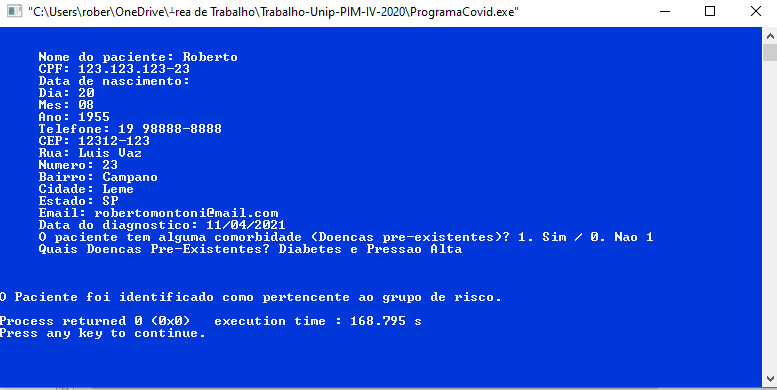 "C:\Users\rober\OneDrive\┴rea de Trabalho\Trabalho-Unip-PIM-IV-2020\ProgramaCovid.exe"
Nome do paciente: Roberto
CPF: 123.123.123-23
Data de nascimento:
Dia: 20
Mes: 08
Ano: 1955
Telefone: 19 98888-8888
CEP: 12312-123
Rua: Luis Vaz
Numero: 23
Bairro: Campano
Cidade: Leme
Estado: SP
Email: robertomontoni@mail.com
Data do diagnostico: 11/04/2021
O paciente tem alguma comorbidade (Doencas pre-existentes)? 1. Sim / 0. Nao 1
Quais Doencas Pre-Existentes? Diabetes e Pressao Alta
O Paciente foi identificado como pertencente ao grupo de risco.
Process returned 0 (0x0)   execution time : 168.795 s
Press any key to continue.